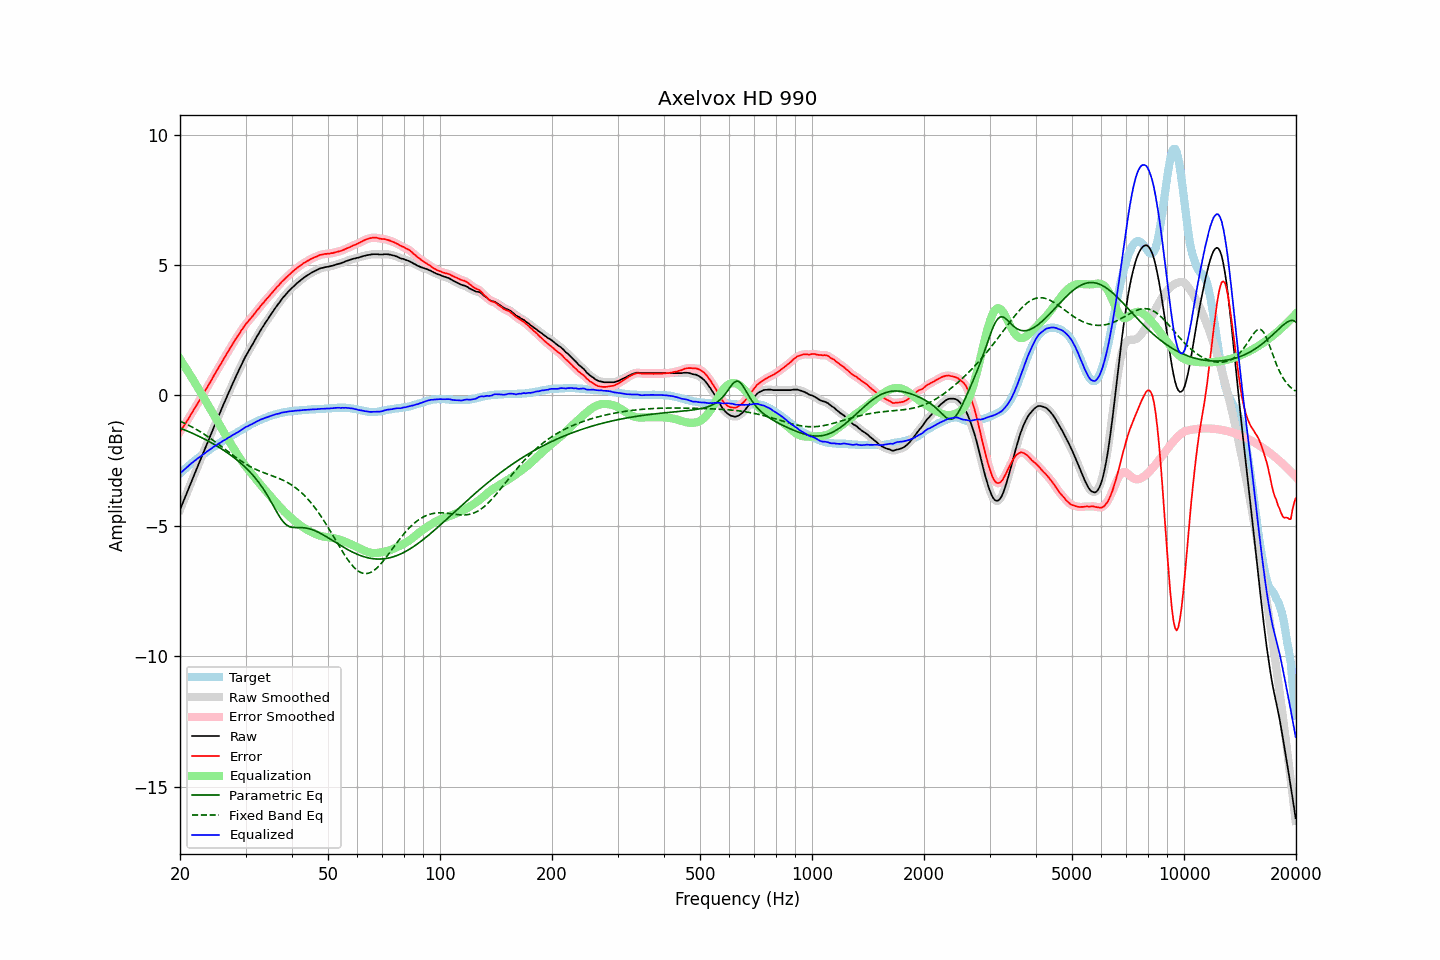 Axelvox HD 990
Amplitude (dBr)
10
5
0
−5
−10
−15
Target
Raw Smoothed
Error Smoothed
Raw
Error
Equalization
Parametric Eq
Fixed Band Eq
Equalized
20 50 100 200 500 1000 2000 5000 10000 20000
Frequency (Hz)